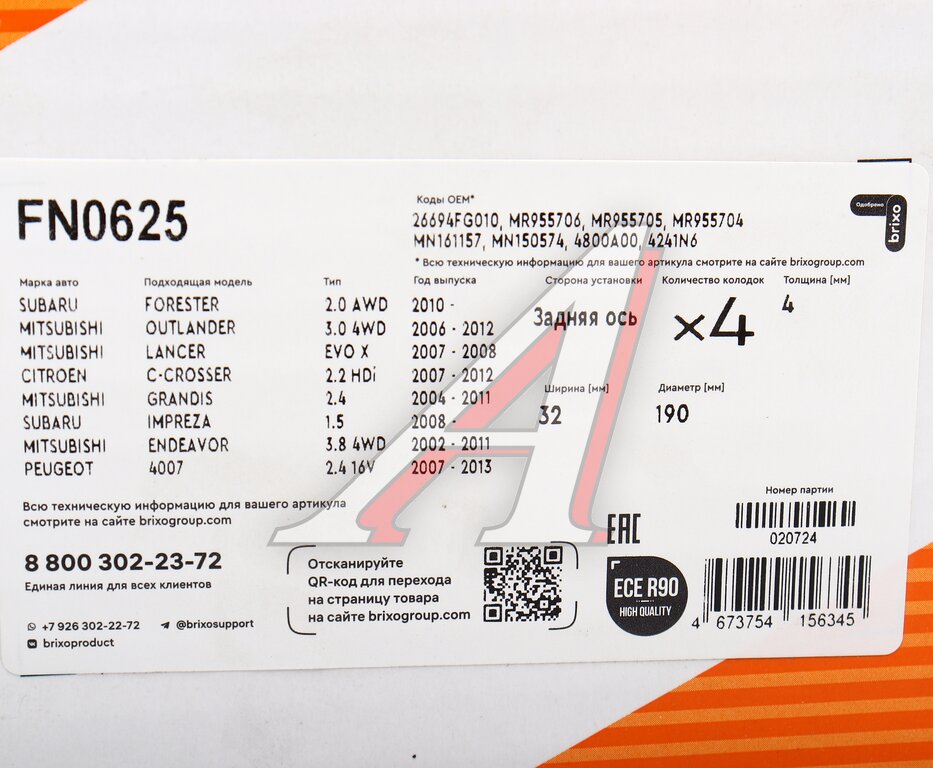 FN0625
Коды OEM*
26694FG010, MR955706, MR955705, MR955704
MN161157, MN150574, 4800A00, 4241N6
* Всю техническую информацию для вашего артикула смотрите на сайте brixogroup.com
Одобрено
brixo
Марка авто Подходящая модель Тип Год выпуска
SUBARU FORESTER 2.0 AWD 2010 -
MITSUBISHI OUTLANDER 3.0 4WD 2006 - 2012
MITSUBISHI LANCER EVO X 2007 - 2008
CITROEN C-CROSSER 2.2 HDi 2007 - 2012
MITSUBISHI GRANDIS 2.4 2004 - 2011
SUBARU IMPREZA 1.5 2008 -
MITSUBISHI ENDEAVOR 3.8 4WD 2002 - 2011
PEUGEOT 4007 2.4 16V 2007 - 2013
Сторона установки Количество колодок Толщина [мм]
Задняя ось x4 4
Ширина [мм] Диаметр [мм]
32 190
Всю техническую информацию для вашего артикула
смотрите на сайте brixogroup.com
8 800 302-23-72
Единая линия для всех клиентов
+7 926 302-22-72 @brixosupport
brixoproduct
Отсканируйте
QR-код для перехода
на страницу товара
на сайте brixogroup.com
Номер партии
020724
EAC
ECE R90
HIGH QUALITY
4 673754 156345